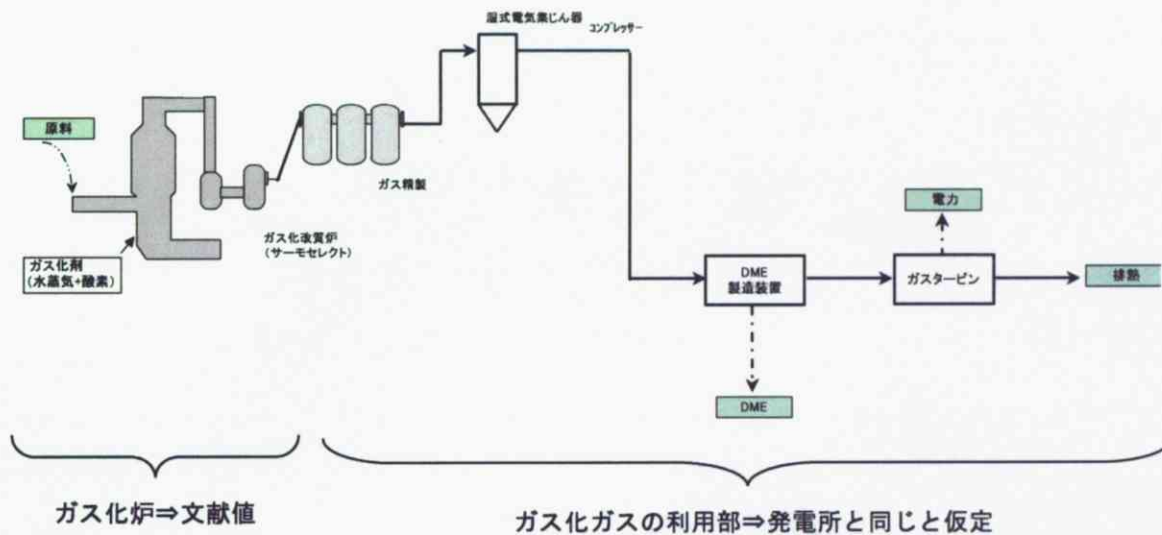 湿式電気集じん器
コンプレッサー
原料
ガス精製
電力
ガス化改質炉
(サーモセレクト)
ガス化剤
(水蒸気+酸素)
DME
製造装置
ガスタービン
排熱
DME
ガス化炉⇒文献値
ガス化ガスの利用部⇒発電所と同じと仮定